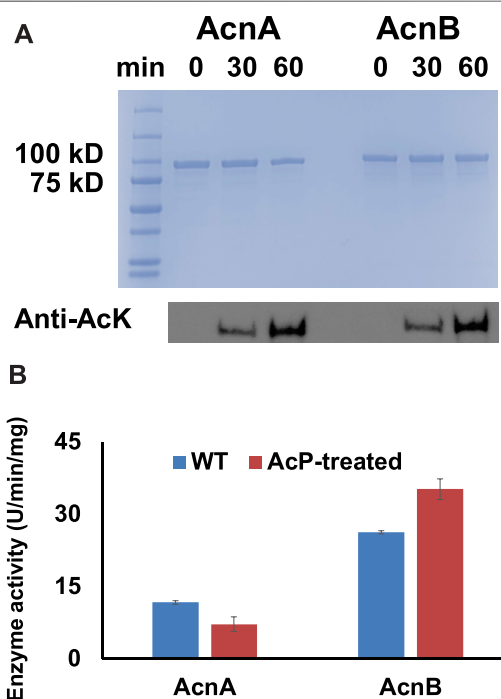 A
AcnA AcnB
min 0 30 60 0 30 60
100 kD
75 kD
Anti-AcK
B
Enzyme activity (U/min/mg)
45
30
15
0
WT AcP-treated
AcnA AcnB